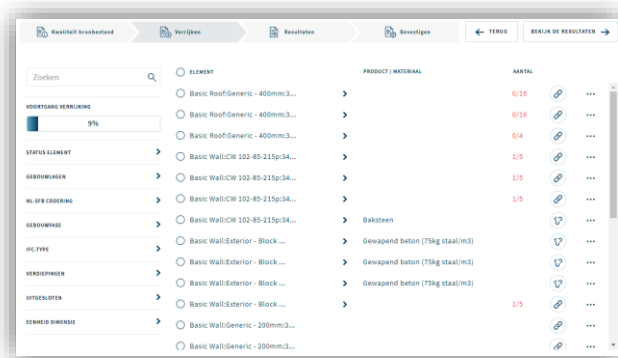 Kwaliteit bronbestand
Verrijken
Resultaten
Bevestigen
← TERUG
BEKIJK DE RESULTATEN →
Zoeken
ELEMENT
PRODUCT / MATERIAAL
AANTAL
VOORTGANG VERRIJKING
9%
STATUS ELEMENT
GEBOUWLAGEN
NL-SFB CODERING
GEBOUWFASE
IFC-TYPE
VERDIEPINGEN
UITGESLOTEN
EENHEID DIMENSIE
Basic Roof:Generic - 400mm:3... 0/16
Basic Roof:Generic - 400mm:3... 0/16
Basic Roof:Generic - 400mm:3... 0/4
Basic Wall:CW 102-85-215p:34... 1/5
Basic Wall:CW 102-85-215p:34... 1/5
Basic Wall:CW 102-85-215p:34... 1/5
Basic Wall:CW 102-85-215p:34... Baksteen
Basic Wall:Exterior - Block ... Gewapend beton (75kg staal/m3)
Basic Wall:Exterior - Block ... Gewapend beton (75kg staal/m3)
Basic Wall:Exterior - Block ... Gewapend beton (75kg staal/m3)
Basic Wall:Exterior - Block ... 1/5
Basic Wall:Generic - 200mm:3...
Basic Wall:Generic - 200mm:3...